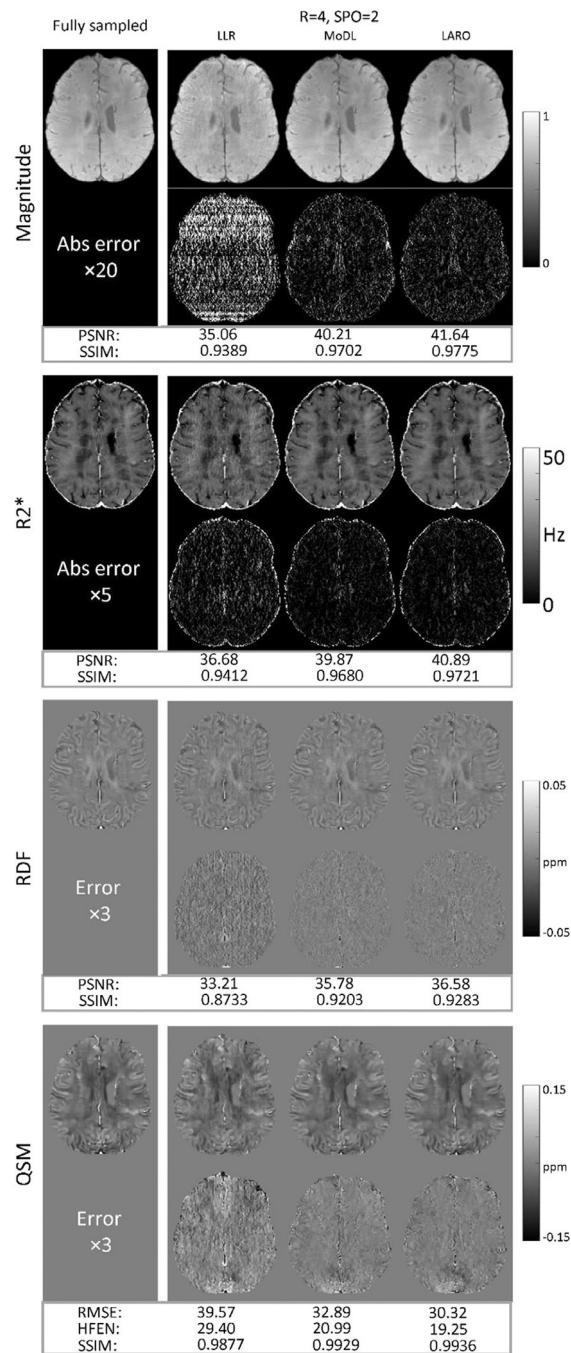 Fully sampled
R=4, SPO=2
LLR MoDL LARO
Magnitude
Abs error
×20
1
0
PSNR: 35.06 40.21 41.64
SSIM: 0.9389 0.9702 0.9775
R2*
Abs error
×5
50
Hz
0
PSNR: 36.68 39.87 40.89
SSIM: 0.9412 0.9680 0.9721
RDF
Error
×3
0.05
ppm
-0.05
PSNR: 33.21 35.78 36.58
SSIM: 0.8733 0.9203 0.9283
QSM
Error
×3
0.15
ppm
-0.15
RMSE: 39.57 32.89 30.32
HFEN: 29.40 20.99 19.25
SSIM: 0.9877 0.9929 0.9936